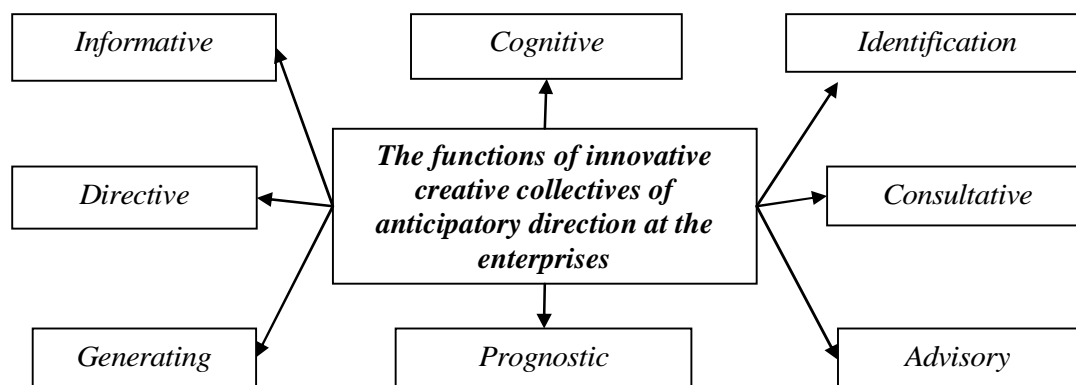 Informative
Cognitive
Identification
The functions of innovative
creative collectives of
anticipatory direction at the
enterprises
Directive
Consultative
Generating
Prognostic
Advisory